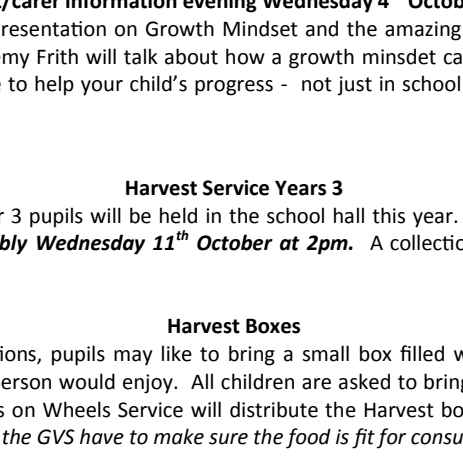 /carer information evening Wednesday 4 Octo
resentation on Growth Mindset and the amazing
my Frith will talk about how a growth minsdet ca
to help your child's progress - not just in school
Harvest Service Years 3
3 pupils will be held in the school hall this year.
bly Wednesday 11th October at 2pm. A collectio
Harvest Boxes
ions, pupils may like to bring a small box filled w
erson would enjoy. All children are asked to bring
s on Wheels Service will distribute the Harvest bo
the GVS have to make sure the food is fit for consu